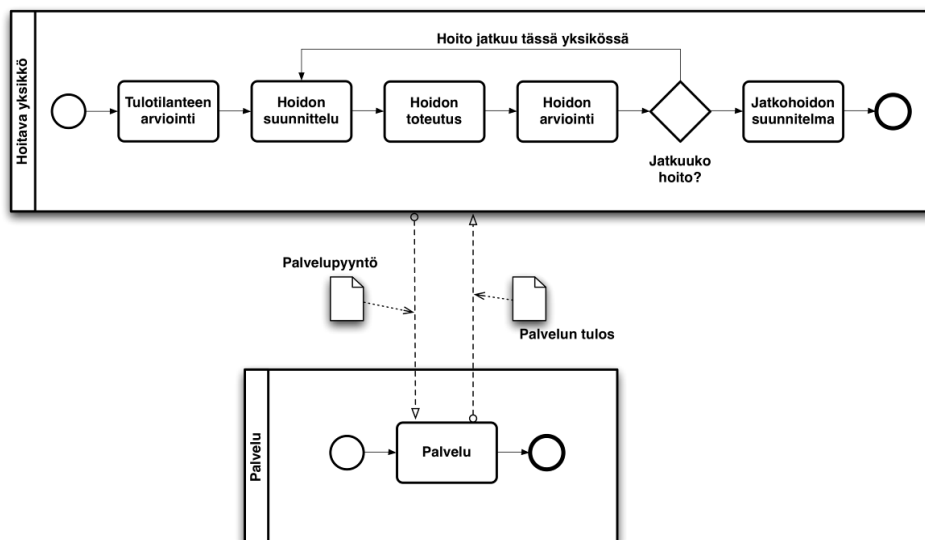 Hoitava yksikkö
Hoito jatkuu tässä yksikössä
Tulotilanteen
arviointi
Hoidon
suunnittelu
Hoidon
toteutus
Hoidon
arviointi
Jatkuuko
hoito?
Jatkohoidon
suunnitelma
Palvelupyyntö
Palvelun tulos
Palvelu
Palvelu